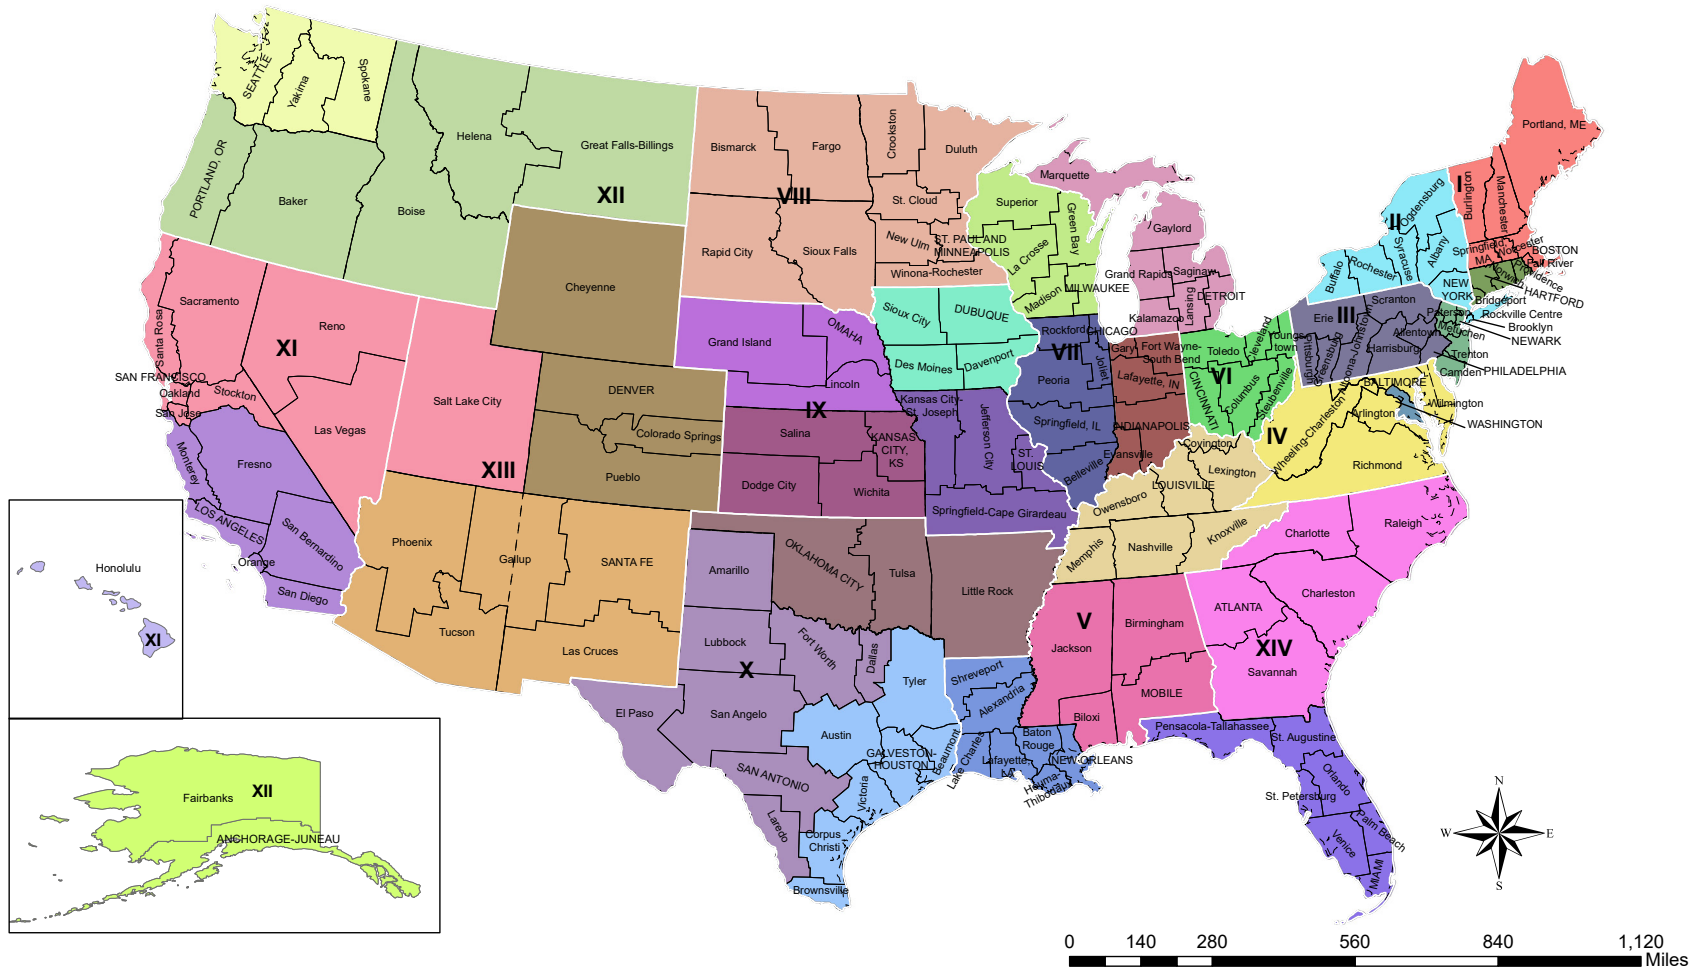 SEATTLE
Yakima
Spokane
PORTLAND, OR
Baker
Boise
Helena
Great Falls-Billings
XII
Bismarck
Fargo
Crookston
Duluth
VIII
St. Cloud
Rapid City
Sioux Falls
New Ulm
ST. PAUL AND
MINNEAPOLIS
Winona-Rochester
Superior
Green Bay
La Crosse
Madison
MILWAUKEE
Marquette
Gaylord
Grand Rapids
Saginaw
Lansing
DETROIT
Kalamazoo
Portland, ME
I
Burlington
Manchester
II
Ogdensburg
Syracuse
Albany
Buffalo
Rochester
Springfield,
MA
Worcester
BOSTON
Fall River
Providence
Norwich
HARTFORD
Bridgeport
NEW
YORK
Rockville Centre
Brooklyn
NEWARK
Paterson
Metuchen
Trenton
Camden
PHILADELPHIA
Scranton
Erie
III
Allentown
Harrisburg
Altoona-Johnstown
Greensburg
Pittsburgh
Cleveland
Youngs-
town
Toledo
VI
Columbus
Steubenville
CINCINNATI
BALTIMORE
Wilmington
Arlington
WASHINGTON
Wheeling-Charleston
IV
Richmond
Sacramento
Santa Rosa
Reno
XI
SAN FRANCISCO
Oakland
Stockton
San Jose
Las Vegas
Salt Lake City
XIII
Monterey
Fresno
LOS ANGELES
San Bernardino
Orange
San Diego
Cheyenne
DENVER
Colorado Springs
Pueblo
Grand Island
OMAHA
Lincoln
IX
Salina
KANSAS
CITY,
KS
Dodge City
Wichita
Sioux City
DUBUQUE
Des Moines
Davenport
Kansas City-
St. Joseph
Jefferson City
ST.
LOUIS
Springfield-Cape Girardeau
Rockford
CHICAGO
VII
Joliet
Peoria
Springfield, IL
Belleville
Gary
Fort Wayne-
South Bend
Lafayette, IN
INDIANAPOLIS
Evansville
Covington
Lexington
LOUISVILLE
Owensboro
Memphis
Nashville
Knoxville
Charlotte
Raleigh
Charleston
ATLANTA
XIV
Savannah
Phoenix
Gallup
SANTA FE
Tucson
Las Cruces
Amarillo
OKLAHOMA CITY
Tulsa
Little Rock
Lubbock
Fort Worth
Dallas
X
Tyler
El Paso
San Angelo
Austin
SAN ANTONIO
GALVESTON-
HOUSTON
Beaumont
Victoria
Laredo
Corpus
Christi
Brownsville
Shreveport
Alexandria
Lake Charles
Lafayette,
LA
Baton
Rouge
NEW ORLEANS
Houma-
Thibodaux
V
Jackson
Birmingham
MOBILE
Biloxi
Pensacola-Tallahassee
St. Augustine
Orlando
St. Petersburg
Palm Beach
Venice
MIAMI
Honolulu
XI
Fairbanks
XII
ANCHORAGE-JUNEAU
N
W
E
S
0 140 280 560 840 1,120
Miles